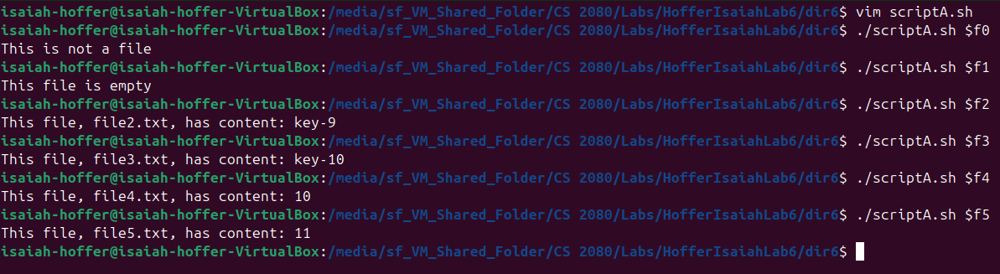 isaiah-hoffer@isaiah-hoffer-VirtualBox:/media/sf_VM_Shared_Folder/CS 2080/Labs/HofferIsaiahLab6/dir6$ vim scriptA.sh
isaiah-hoffer@isaiah-hoffer-VirtualBox:/media/sf_VM_Shared_Folder/CS 2080/Labs/HofferIsaiahLab6/dir6$ ./scriptA.sh $f0
This is not a file
isaiah-hoffer@isaiah-hoffer-VirtualBox:/media/sf_VM_Shared_Folder/CS 2080/Labs/HofferIsaiahLab6/dir6$ ./scriptA.sh $f1
This file is empty
isaiah-hoffer@isaiah-hoffer-VirtualBox:/media/sf_VM_Shared_Folder/CS 2080/Labs/HofferIsaiahLab6/dir6$ ./scriptA.sh $f2
This file, file2.txt, has content: key-9
isaiah-hoffer@isaiah-hoffer-VirtualBox:/media/sf_VM_Shared_Folder/CS 2080/Labs/HofferIsaiahLab6/dir6$ ./scriptA.sh $f3
This file, file3.txt, has content: key-10
isaiah-hoffer@isaiah-hoffer-VirtualBox:/media/sf_VM_Shared_Folder/CS 2080/Labs/HofferIsaiahLab6/dir6$ ./scriptA.sh $f4
This file, file4.txt, has content: 10
isaiah-hoffer@isaiah-hoffer-VirtualBox:/media/sf_VM_Shared_Folder/CS 2080/Labs/HofferIsaiahLab6/dir6$ ./scriptA.sh $f5
This file, file5.txt, has content: 11
isaiah-hoffer@isaiah-hoffer-VirtualBox:/media/sf_VM_Shared_Folder/CS 2080/Labs/HofferIsaiahLab6/dir6$